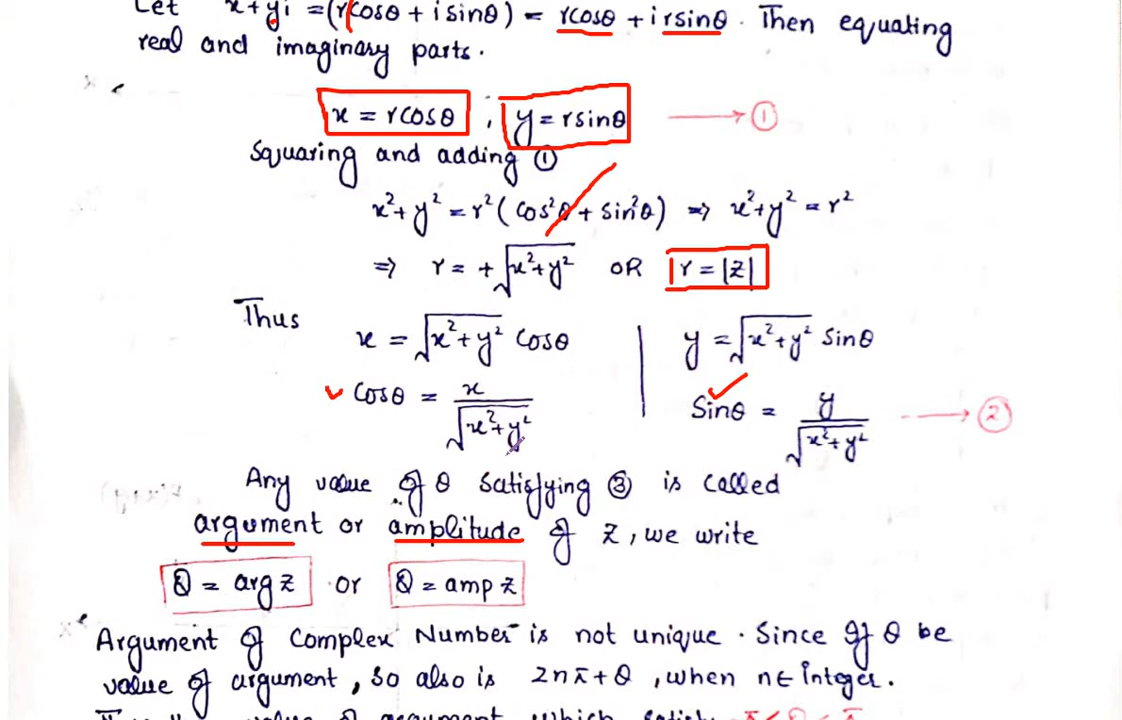 Let x+yi = (rcosθ + i sinθ) = rcosθ + i rsinθ. Then equating
real and imaginary parts.
x = rcosθ , y = rsinθ → ①
Squaring and adding ①
x²+y² = r²(cos²θ + sin²θ) ⇒ x²+y² = r²
⇒ r = +√(x²+y²) OR r = |z|
Thus x = √(x²+y²) Cosθ | y = √(x²+y²) Sinθ
Cosθ = x/√(x²+y²) | Sinθ = y/√(x²+y²) → ②
Any value of θ satisfying ③ is called
argument or amplitude of z, we write
θ = arg z or θ = amp z
Argument of Complex Number is not unique. Since if θ be
value of argument, so also is 2nπ+θ, when n∈Integer.